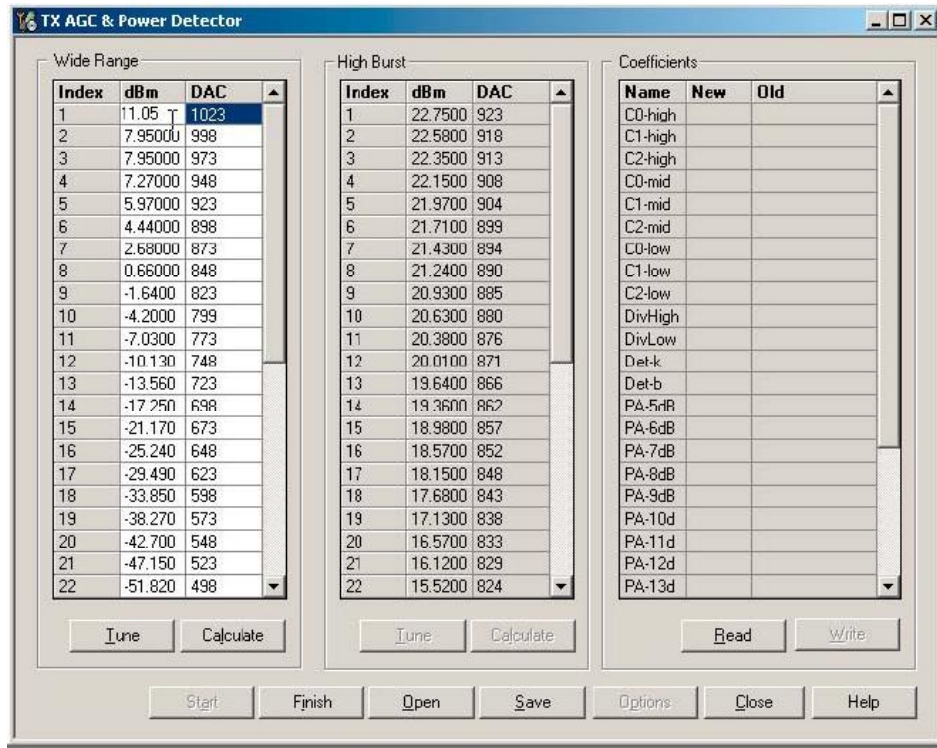 TX AGC & Power Detector
Wide Range
Index dBm DAC
1 11.05 1023
2 7.95000 998
3 7.95000 973
4 7.27000 948
5 5.97000 923
6 4.44000 898
7 2.68000 873
8 0.66000 848
9 -1.6400 823
10 -4.2000 799
11 -7.0300 773
12 -10.130 748
13 -13.560 723
14 -17.250 698
15 -21.170 673
16 -25.240 648
17 -29.490 623
18 -33.850 598
19 -38.270 573
20 -42.700 548
21 -47.150 523
22 -51.820 498
Tune Calculate
High Burst
Index dBm DAC
1 22.7500 923
2 22.5800 918
3 22.3500 913
4 22.1500 908
5 21.9700 904
6 21.7100 899
7 21.4300 894
8 21.2400 890
9 20.9300 885
10 20.6300 880
11 20.3800 876
12 20.0100 871
13 19.6400 866
14 19.3600 862
15 18.9800 857
16 18.5700 852
17 18.1500 848
18 17.6800 843
19 17.1300 838
20 16.5700 833
21 16.1200 829
22 15.5200 824
Tune Calculate
Coefficients
Name New Old
C0-high
C1-high
C2-high
C0-mid
C1-mid
C2-mid
C0-low
C1-low
C2-low
DivHigh
DivLow
Det-k
Det-b
PA-5dB
PA-6dB
PA-7dB
PA-8dB
PA-9dB
PA-10d
PA-11d
PA-12d
PA-13d
Read Write
Start Finish Open Save Options Close Help